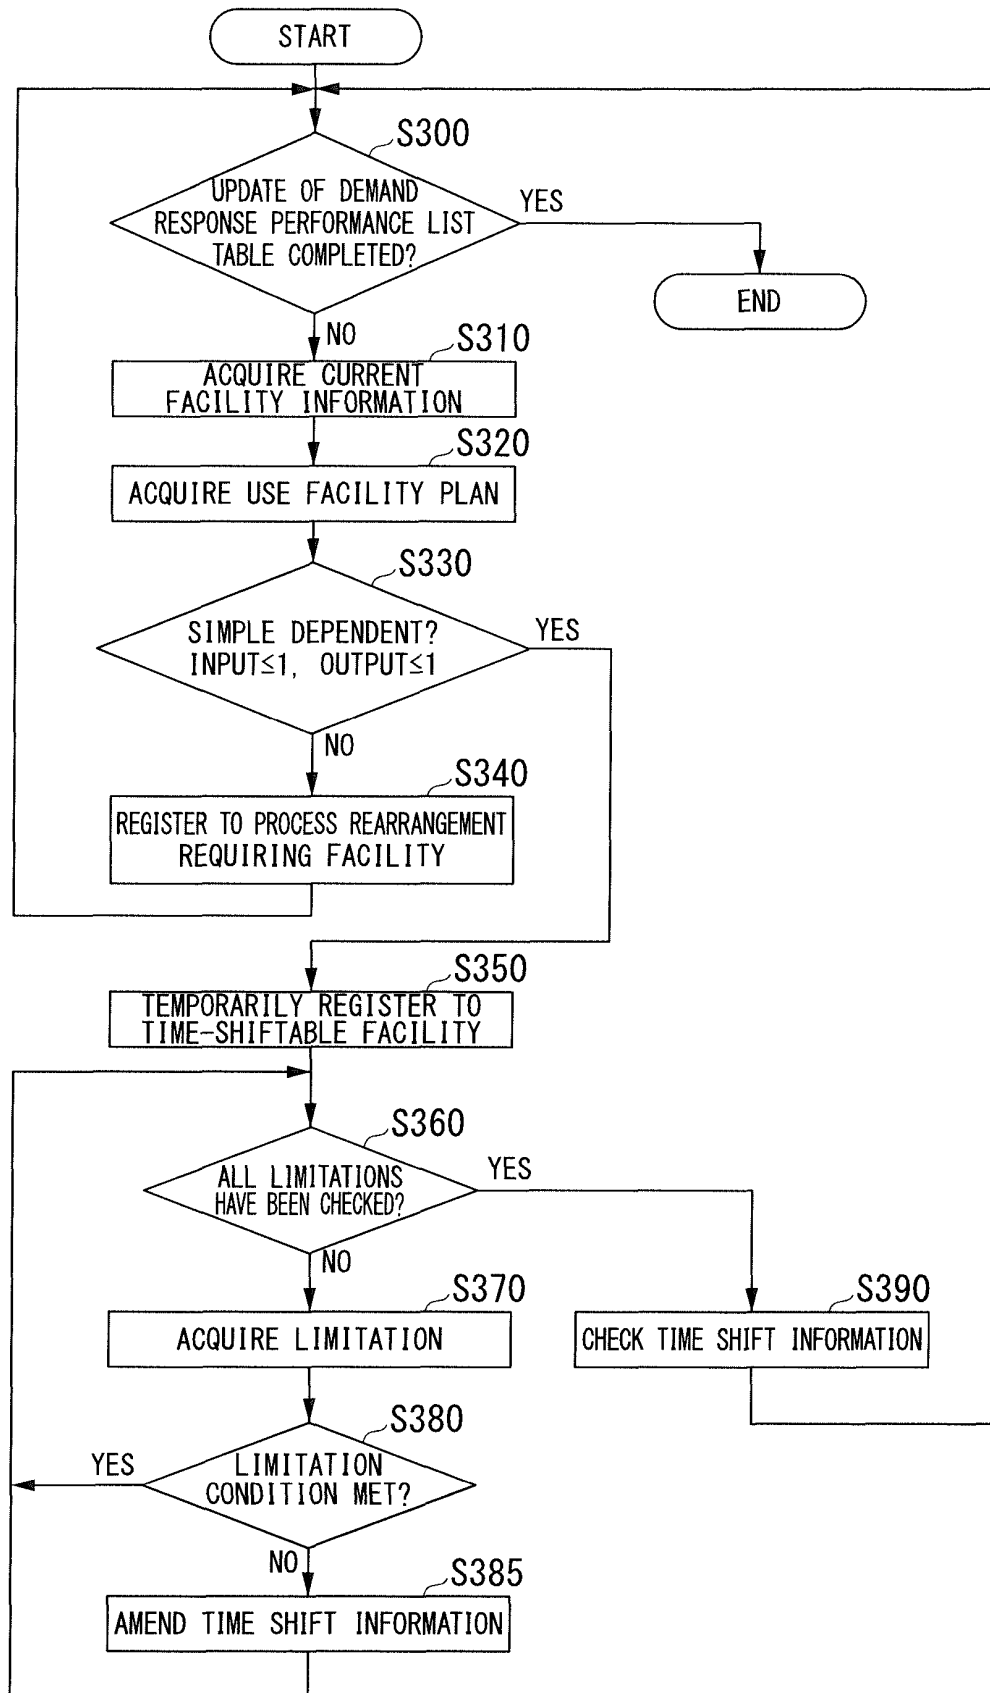 START
S300
UPDATE OF DEMAND
RESPONSE PERFORMANCE LIST
TABLE COMPLETED?
YES
END
NO
S310
ACQUIRE CURRENT
FACILITY INFORMATION
S320
ACQUIRE USE FACILITY PLAN
S330
SIMPLE DEPENDENT?
INPUT≦1, OUTPUT≦1
YES
NO
S340
REGISTER TO PROCESS REARRANGEMENT
REQUIRING FACILITY
S350
TEMPORARILY REGISTER TO
TIME-SHIFTABLE FACILITY
S360
ALL LIMITATIONS
HAVE BEEN CHECKED?
YES
NO
S370
ACQUIRE LIMITATION
S390
CHECK TIME SHIFT INFORMATION
S380
LIMITATION
CONDITION MET?
YES
NO
S385
AMEND TIME SHIFT INFORMATION